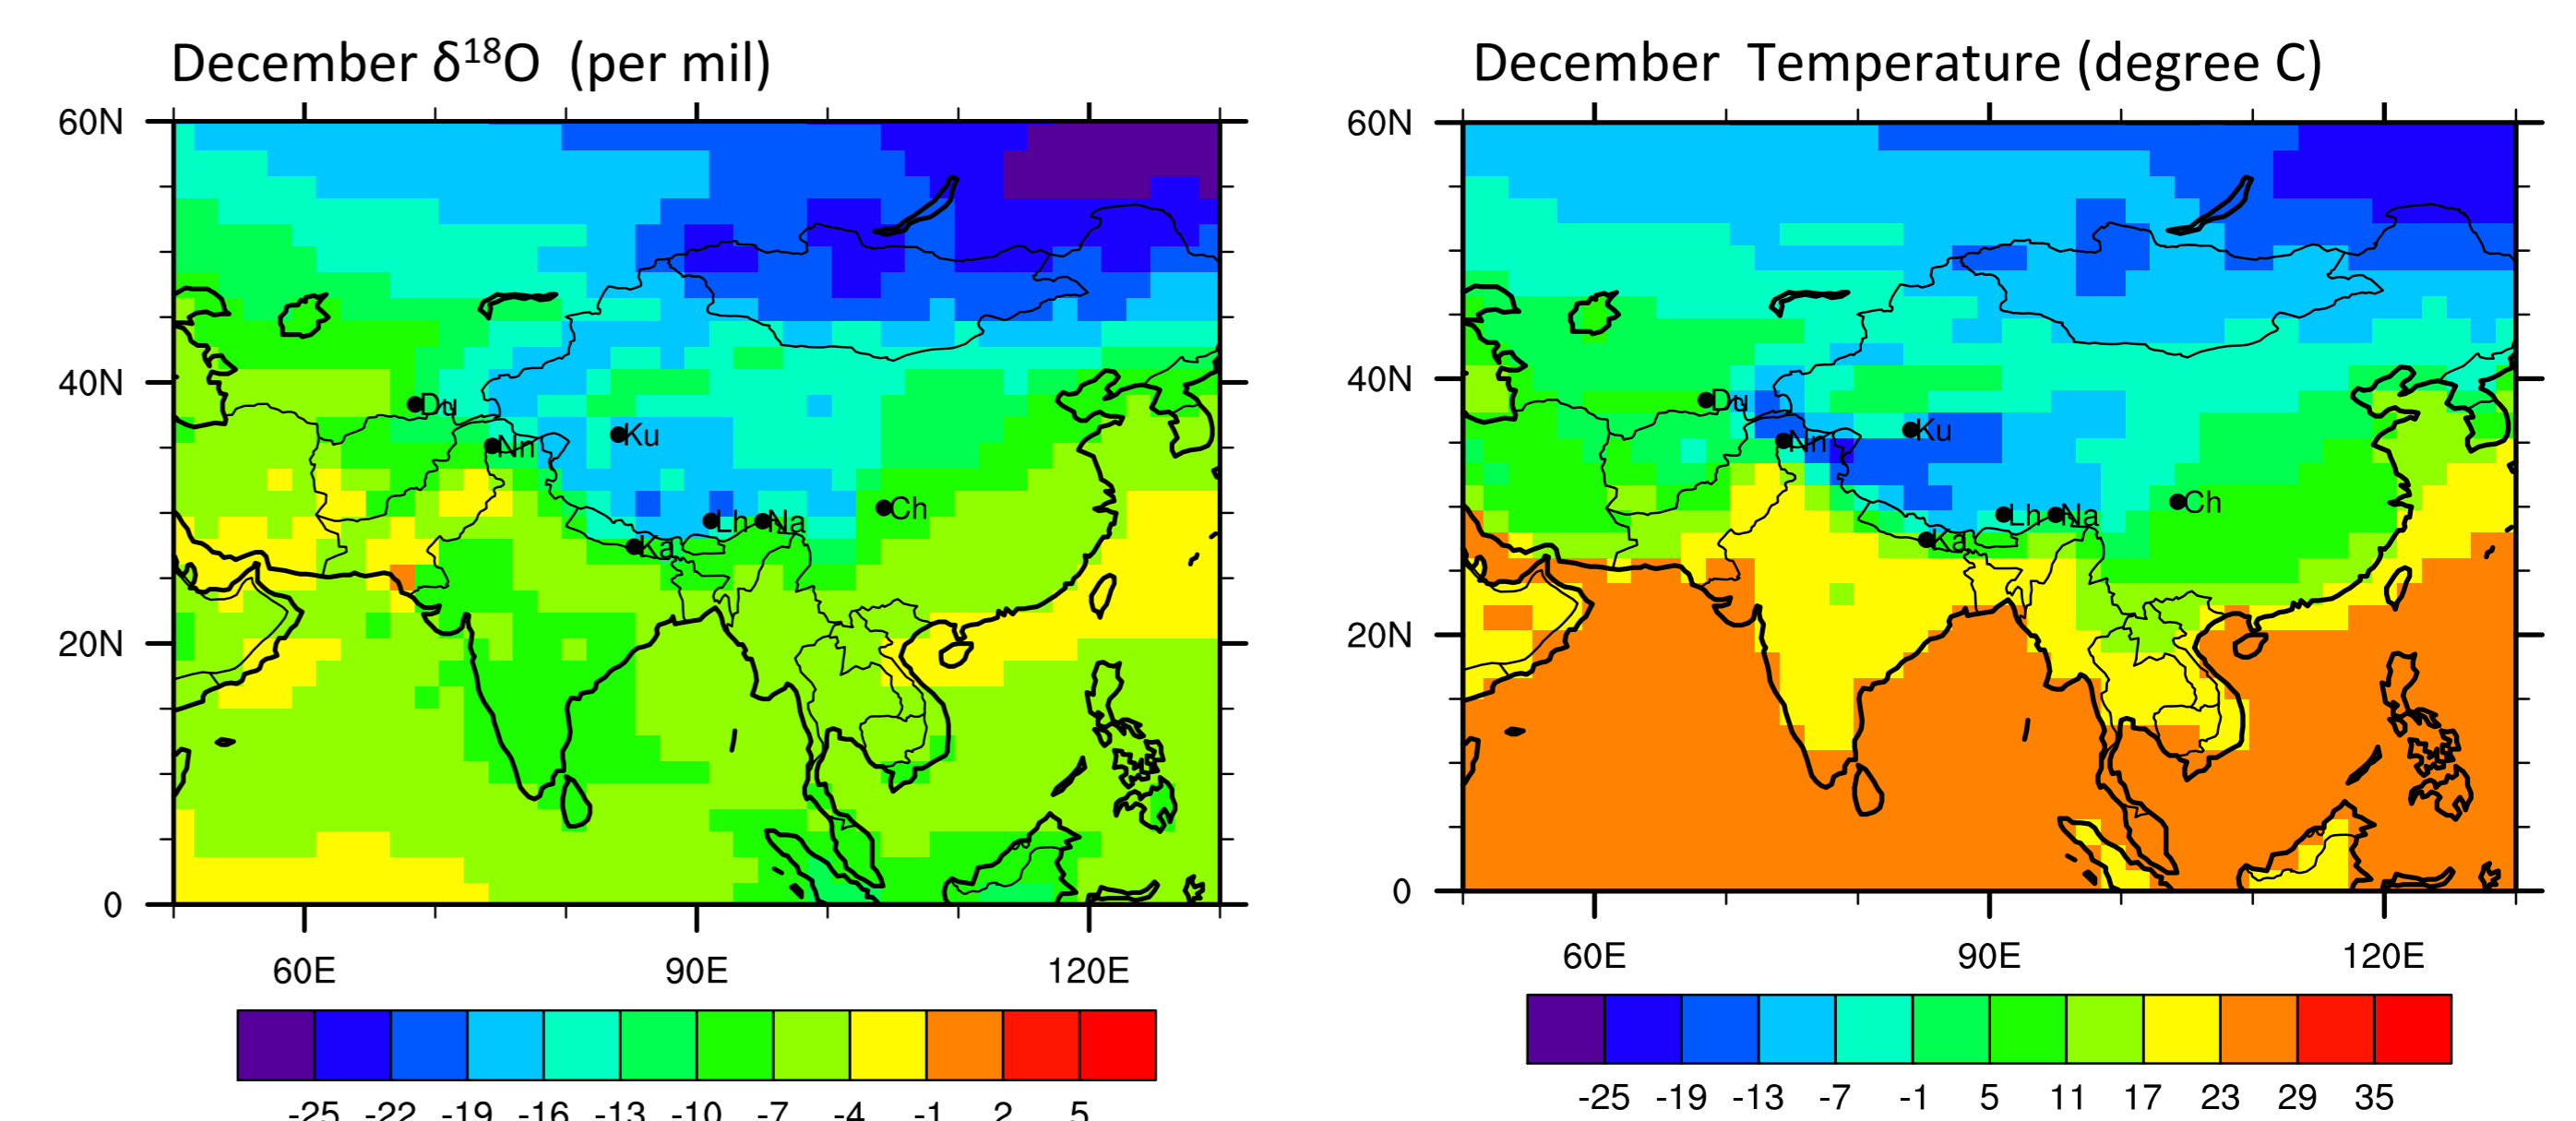 December δ¹⁸O (per mil)
60N
40N
20N
0
60E 90E 120E
Du
Nn
Ku
Lh Na
Ka
Ch
-25 -22 -19 -16 -13 -10 -7 -4 -1 2 5
December Temperature (degree C)
60N
40N
20N
0
60E 90E 120E
Du
Nn
Ku
Lh Na
Ka
Ch
-25 -19 -13 -7 -1 5 11 17 23 29 35